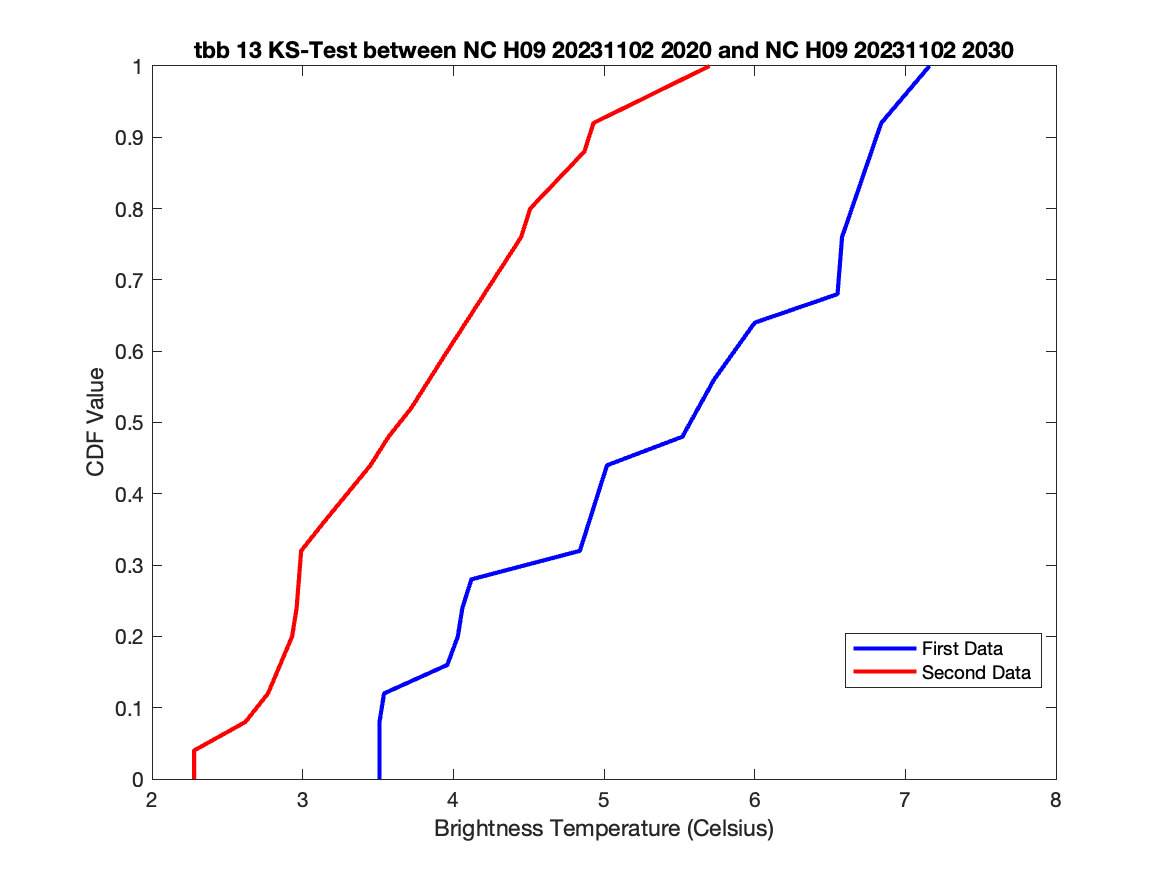 tbb 13 KS-Test between NC H09 20231102 2020 and NC H09 20231102 2030
1
0.9
0.8
0.7
0.6
0.5
0.4
0.3
0.2
0.1
0
CDF Value
First Data
Second Data
2 3 4 5 6 7 8
Brightness Temperature (Celsius)